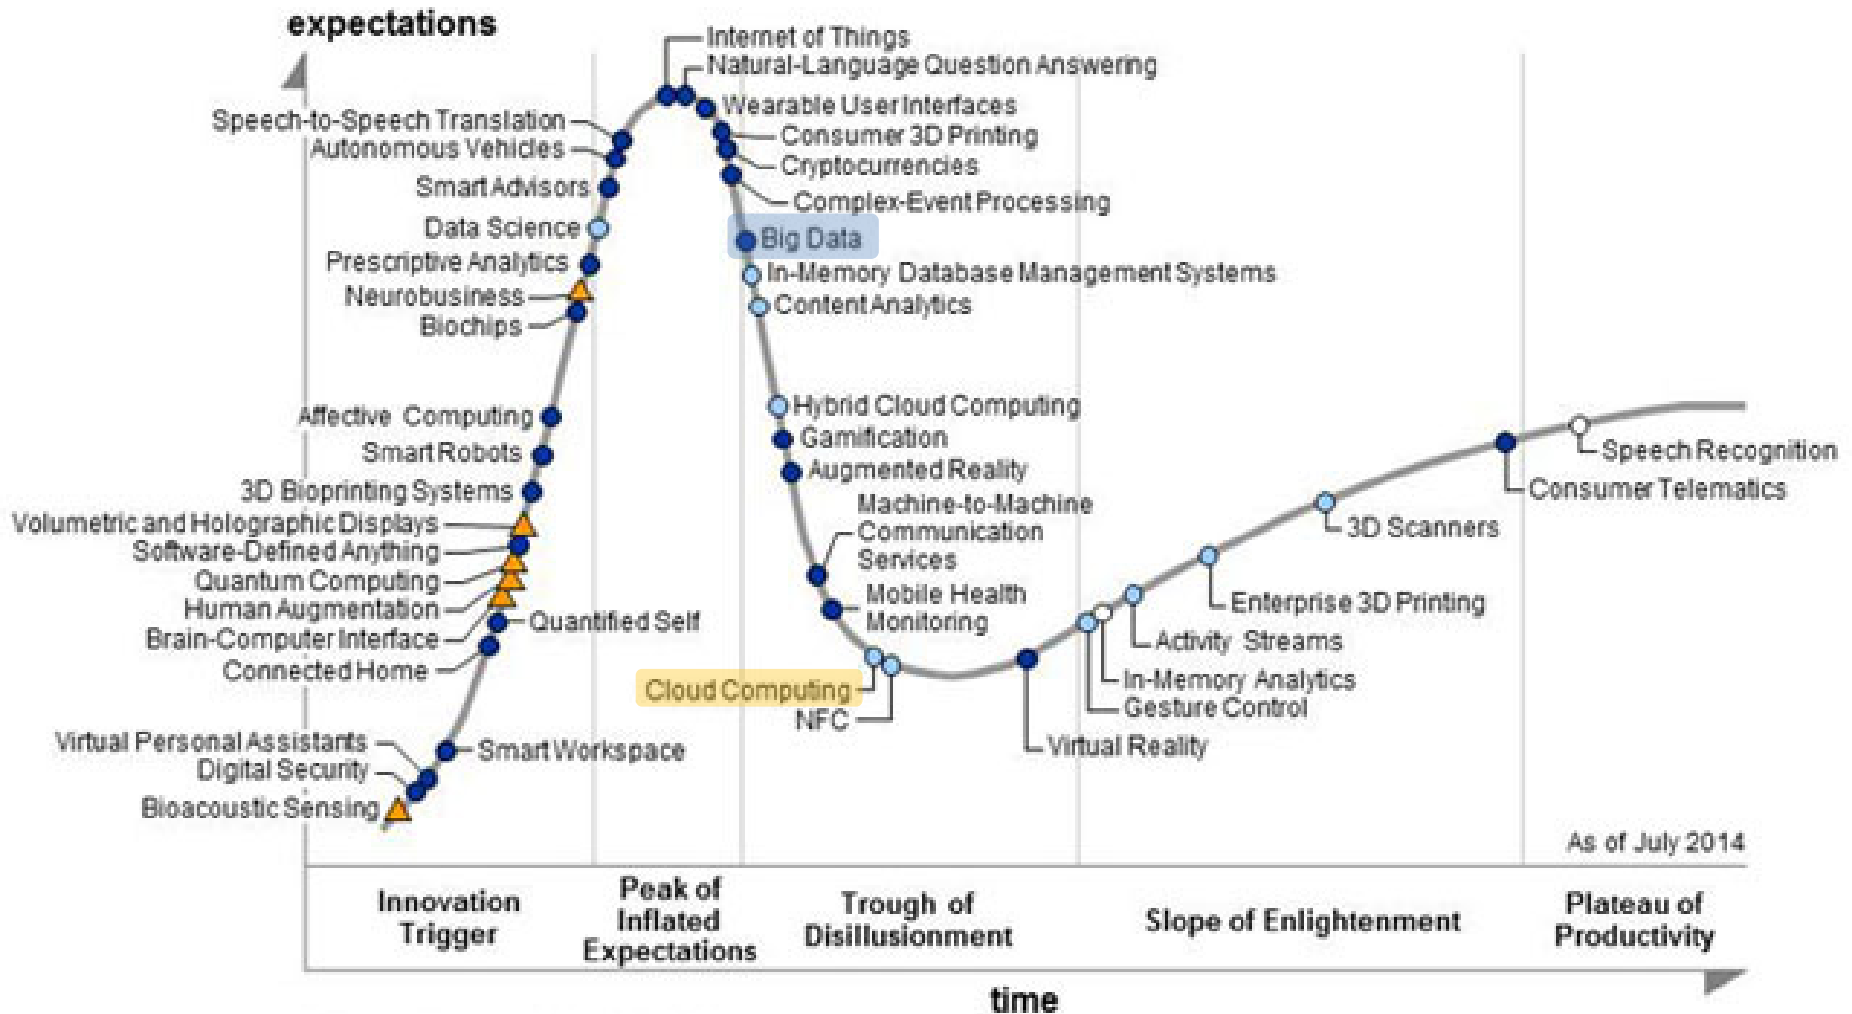 expectations
Internet of Things
Natural-Language Question Answering
Wearable User Interfaces
Speech-to-Speech Translation
Consumer 3D Printing
Autonomous Vehicles
Cryptocurrencies
Smart Advisors
Complex-Event Processing
Data Science
Big Data
Prescriptive Analytics
In-Memory Database Management Systems
Neurobusiness
Content Analytics
Biochips
Hybrid Cloud Computing
Affective Computing
Gamification
Smart Robots
Augmented Reality
3D Bioprinting Systems
Machine-to-Machine
Communication
Services
Volumetric and Holographic Displays
Software-Defined Anything
Quantum Computing
Human Augmentation
Brain-Computer Interface
Quantified Self
Connected Home
Mobile Health
Monitoring
Cloud Computing
NFC
Virtual Reality
Gesture Control
In-Memory Analytics
Activity Streams
Enterprise 3D Printing
3D Scanners
Consumer Telematics
Speech Recognition
Virtual Personal Assistants
Smart Workspace
Digital Security
Bioacoustic Sensing
As of July 2014
Innovation
Trigger
Peak of
Inflated
Expectations
Trough of
Disillusionment
Slope of Enlightenment
Plateau of
Productivity
time